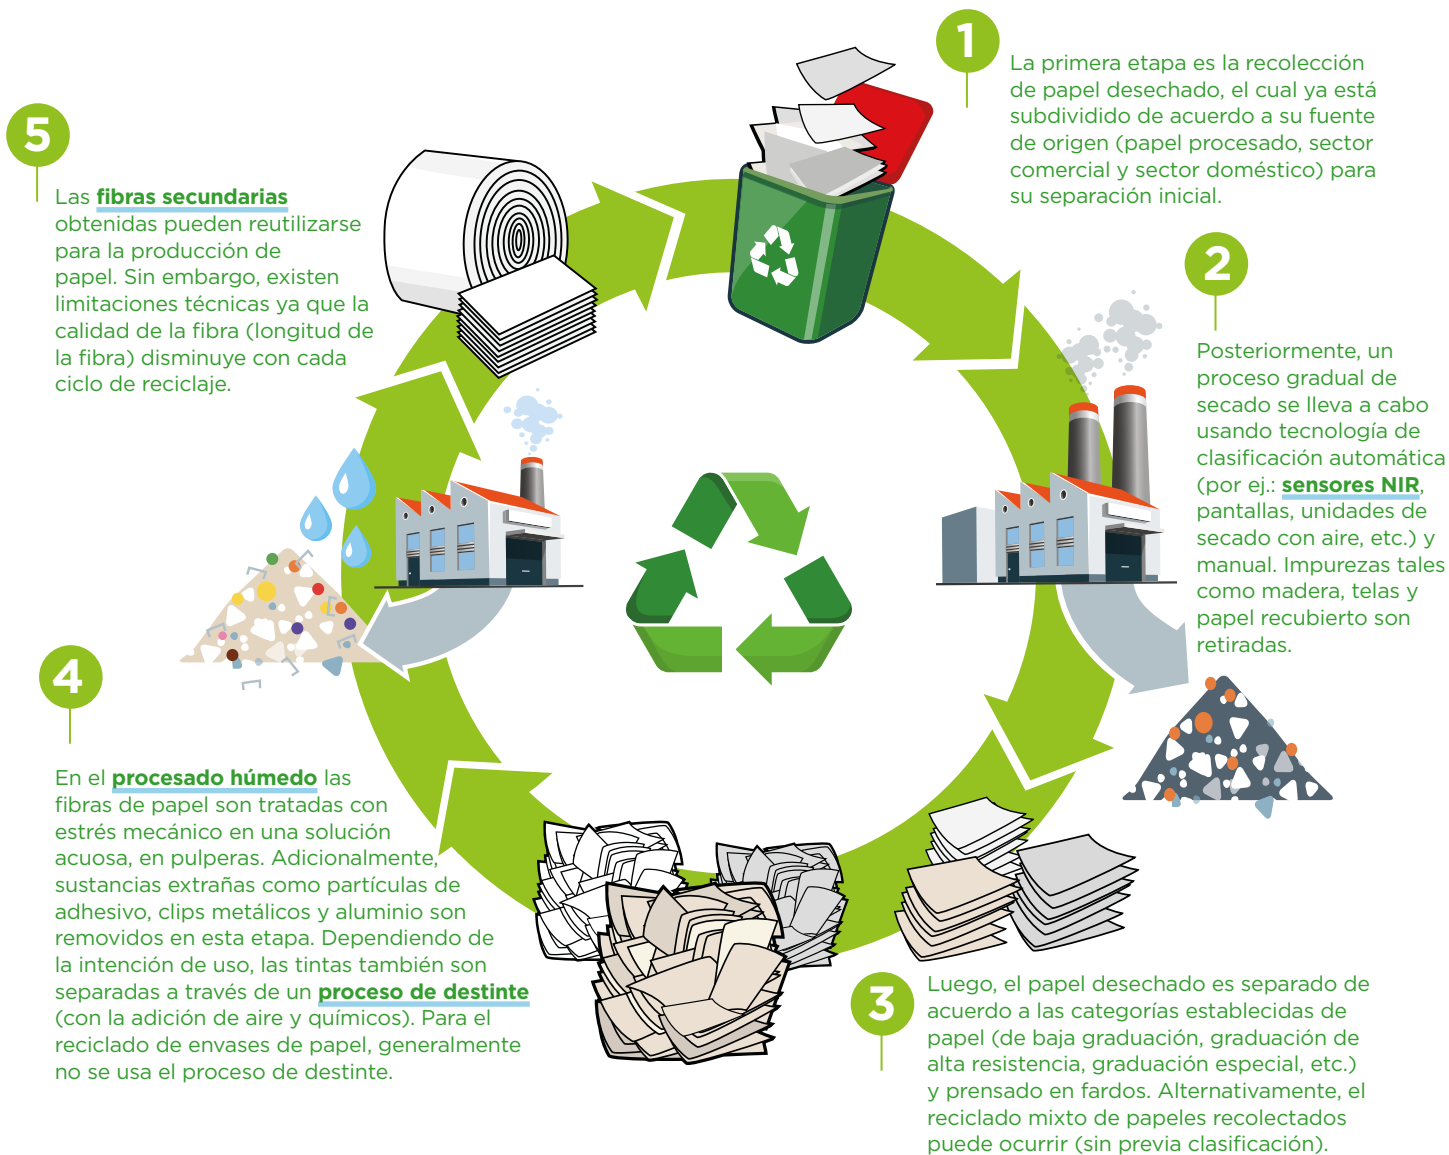 1
La primera etapa es la recolección
de papel desechado, el cual ya está
subdividido de acuerdo a su fuente
de origen (papel procesado, sector
comercial y sector doméstico) para
su separación inicial.
2
Posteriormente, un
proceso gradual de
secado se lleva a cabo
usando tecnología de
clasificación automática
(por ej.: sensores NIR,
pantallas, unidades de
secado con aire, etc.) y
manual. Impurezas tales
como madera, telas y
papel recubierto son
retiradas.
3
Luego, el papel desechado es separado de
acuerdo a las categorías establecidas de
papel (de baja graduación, graduación de
alta resistencia, graduación especial, etc.)
y prensado en fardos. Alternativamente, el
reciclado mixto de papeles recolectados
puede ocurrir (sin previa clasificación).
4
En el procesado húmedo las
fibras de papel son tratadas con
estrés mecánico en una solución
acuosa, en pulperas. Adicionalmente,
sustancias extrañas como partículas de
adhesivo, clips metálicos y aluminio son
removidos en esta etapa. Dependiendo de
la intención de uso, las tintas también son
separadas a través de un proceso de destinte
(con la adición de aire y químicos). Para el
reciclado de envases de papel, generalmente
no se usa el proceso de destinte.
5
Las fibras secundarias
obtenidas pueden reutilizarse
para la producción de
papel. Sin embargo, existen
limitaciones técnicas ya que la
calidad de la fibra (longitud de
la fibra) disminuye con cada
ciclo de reciclaje.